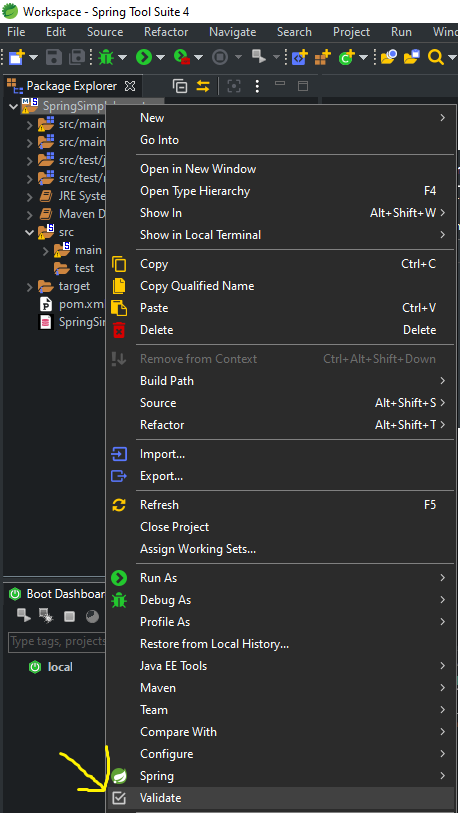 Workspace - Spring Tool Suite 4
File Edit Source Refactor Navigate Search Project Run
Package Explorer
New
Go Into
Open in New Window
Open Type Hierarchy F4
Show In Alt+Shift+W >
Show in Local Terminal
Copy Ctrl+C
Copy Qualified Name
Paste Ctrl+V
Delete Delete
Remove from Context Ctrl+Alt+Shift+Down
Build Path
Source Alt+Shift+S >
Refactor Alt+Shift+T >
Import...
Export...
Refresh F5
Close Project
Assign Working Sets...
Run As
Debug As
Profile As
Restore from Local History...
Java EE Tools
Maven
Team
Compare With
Configure
Spring
Validate
src/main
src/main
src/test/j
src/test/
JRE Syste
Maven D
src
main
test
target
pom.xm
SpringSi
Boot Dashboar
Type tags, projects
local